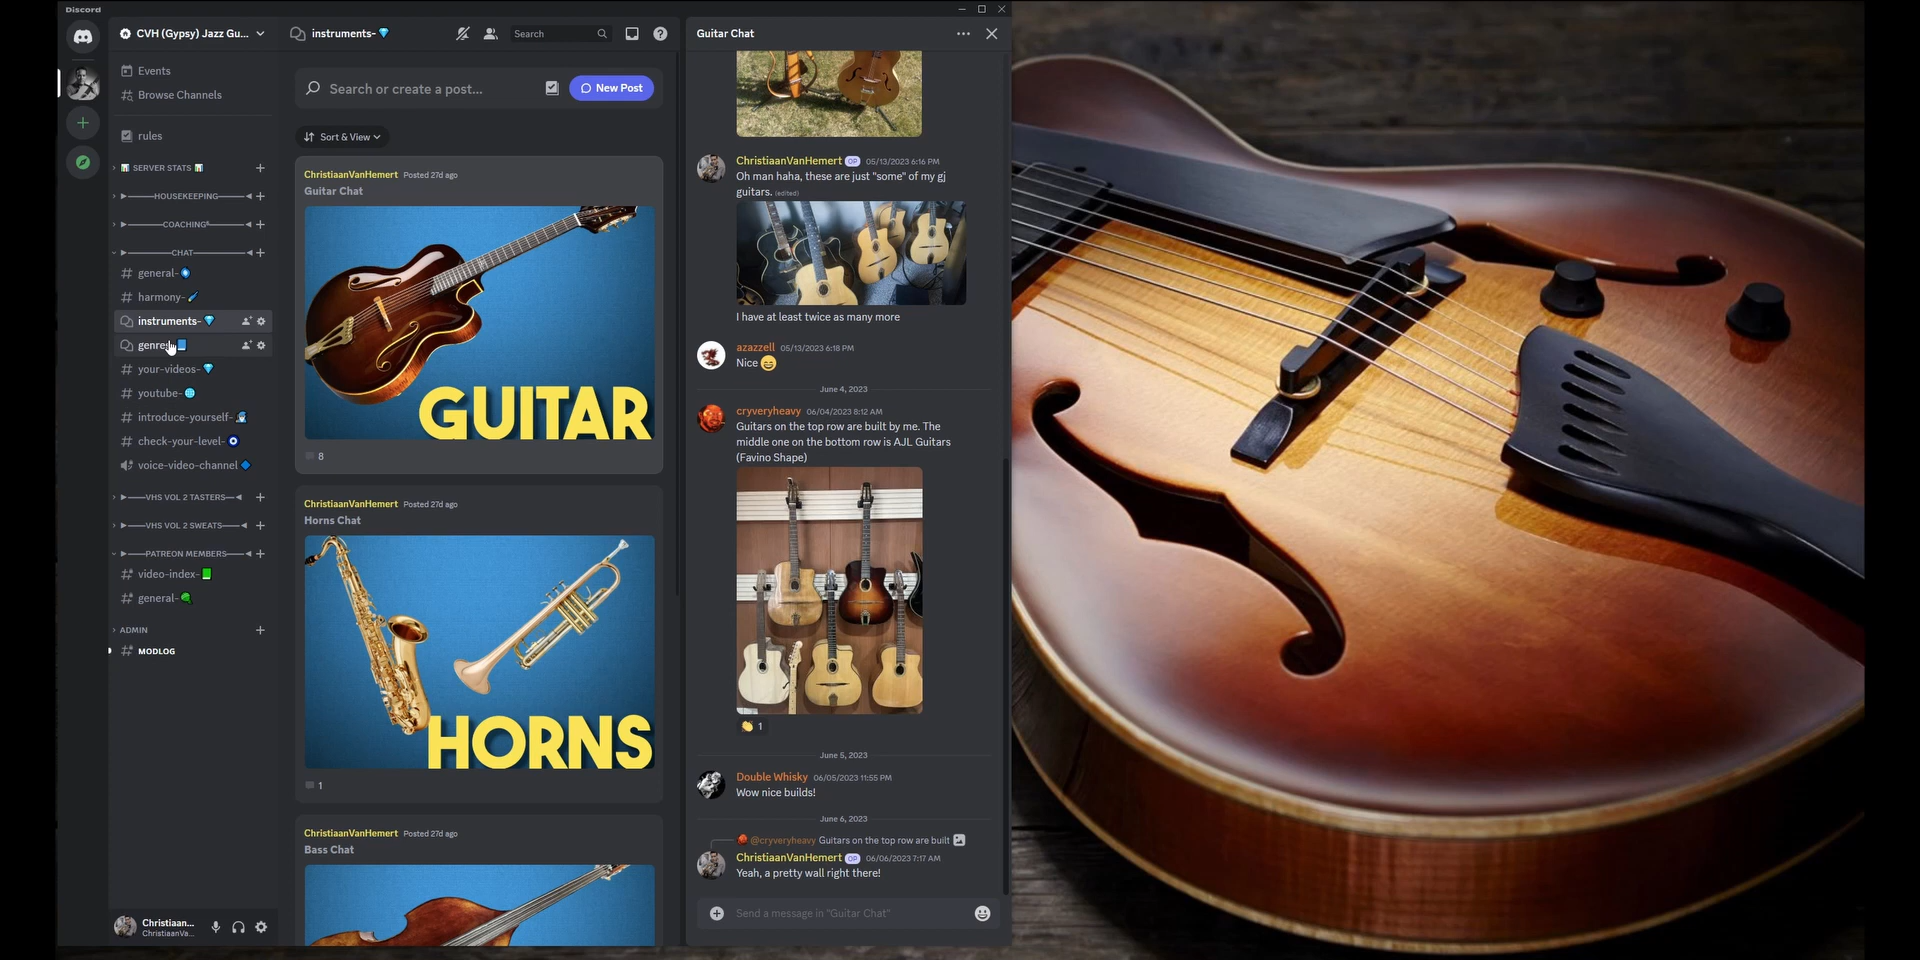 Discord
CVH (Gypsy) Jazz Gu...
Events
Browse Channels
rules
SERVER STATS
HOUSEKEEPING
COACHING
CHAT
general-
harmony-
instruments-
genres
your-videos-
youtube-
introduce-yourself-
check-your-level-
voice-video-channel
VHS VOL 2 TASTERS
VHS VOL 2 SWEATS
PATREON MEMBERS
video-index-
general-
ADMIN
MODLOG
Christiaan...
ChristiaanVa...
instruments-
Search
Search or create a post...
New Post
Sort & View
ChristiaanVanHemert Posted 27d ago
Guitar Chat
GUITAR
8
ChristiaanVanHemert Posted 27d ago
Horns Chat
HORNS
1
ChristiaanVanHemert Posted 27d ago
Bass Chat
Guitar Chat
ChristiaanVanHemert OP 05/13/2023 6:16 PM
Oh man haha, these are just "some" of my gj
guitars. (edited)
I have at least twice as many more
azazzell 05/13/2023 6:18 PM
Nice
June 4, 2023
cryveryheavy 06/04/2023 8:12 AM
Guitars on the top row are built by me. The
middle one on the bottom row is AJL Guitars
(Favino Shape)
1
June 5, 2023
Double Whisky 06/05/2023 11:55 PM
Wow nice builds!
June 6, 2023
@cryveryheavy Guitars on the top row are built
ChristiaanVanHemert OP 06/06/2023 7:17 AM
Yeah, a pretty wall right there!
Send a message in "Guitar Chat"